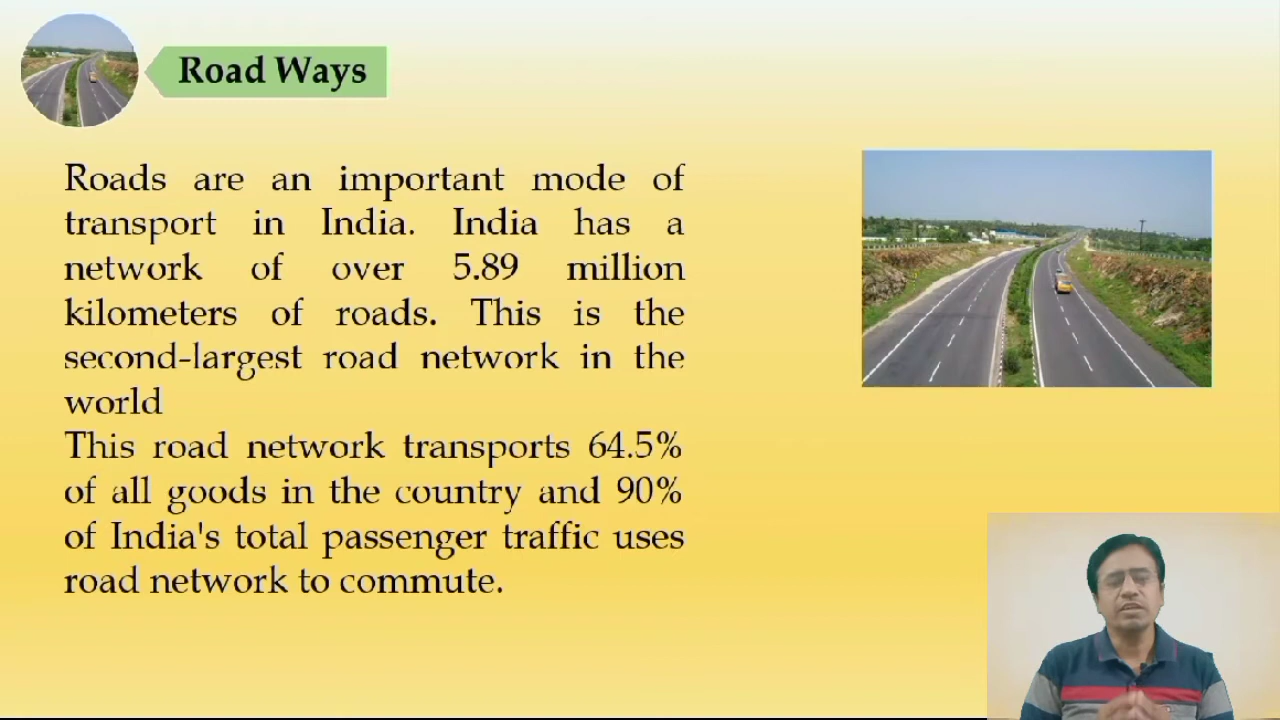 Road Ways
Roads are an important mode of
transport in India. India has a
network of over 5.89 million
kilometers of roads. This is the
second-largest road network in the
world
This road network transports 64.5%
of all goods in the country and 90%
of India's total passenger traffic uses
road network to commute.